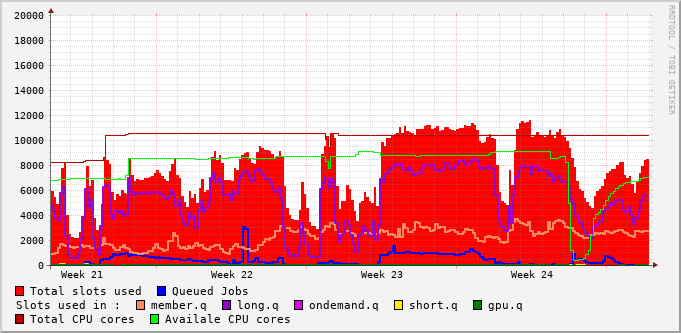 20000
18000
16000
14000
12000
10000
8000
6000
4000
2000
0
Week 21 Week 22 Week 23 Week 24
RRDTOOL / TOBI OETIKER
Total slots used Queued Jobs
Slots used in : member.q long.q ondemand.q short.q gpu.q
Total CPU cores Availale CPU cores